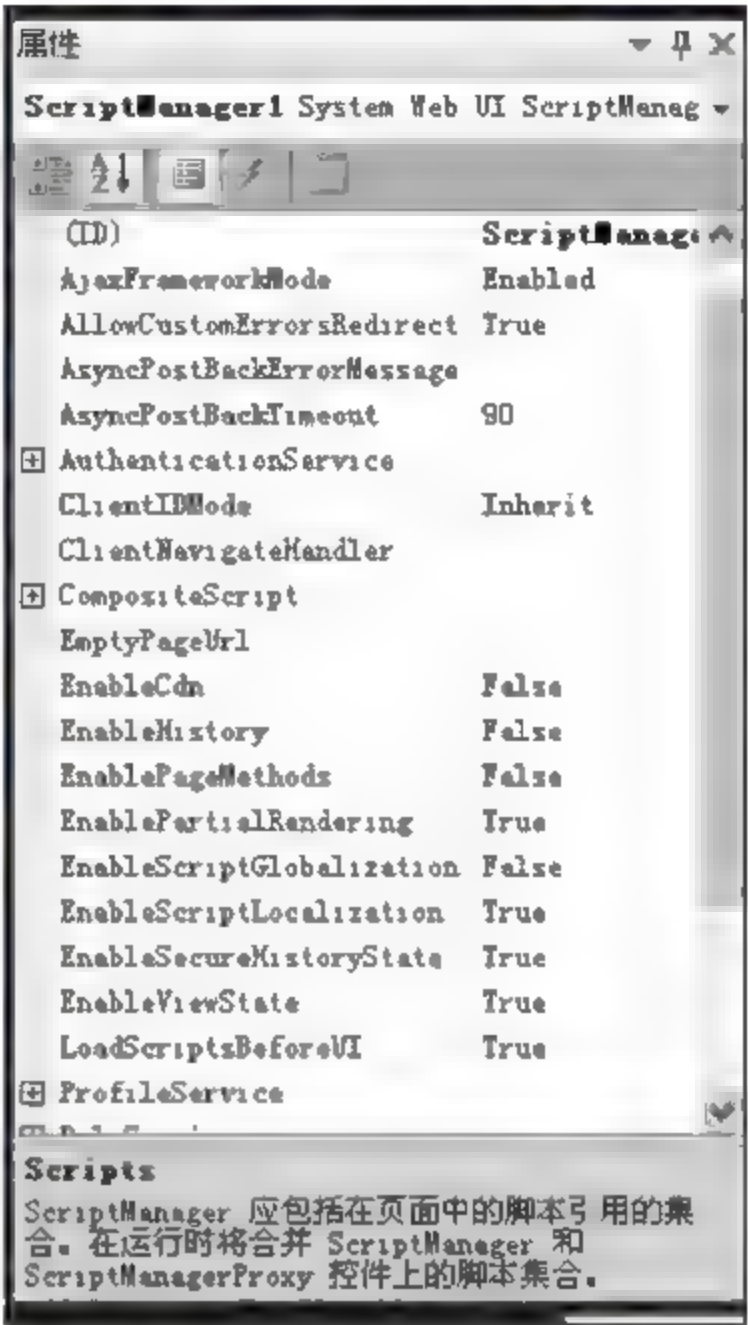 属性
ScriptManager1 System Web UI ScriptManag
(ID) ScriptManage
AjaxFrameworkMode Enabled
AllowCustomErrorsRedirect True
AsyncPostBackErrorMessage
AsyncPostBackTimeout 90
AuthenticationService
ClientIDMode Inherit
ClientNavigateHandler
CompositeScript
EmptyPageUrl
EnableCdn False
EnableHistory False
EnablePageMethods False
EnablePartialRendering True
EnableScriptGlobalization False
EnableScriptLocalization True
EnableSecureHistoryState True
EnableViewState True
LoadScriptsBeforeUI True
ProfileService
Scripts
ScriptManager 应包括在页面中的脚本引用的集
合。在运行时将合并 ScriptManager 和
ScriptManagerProxy 控件上的脚本集合。